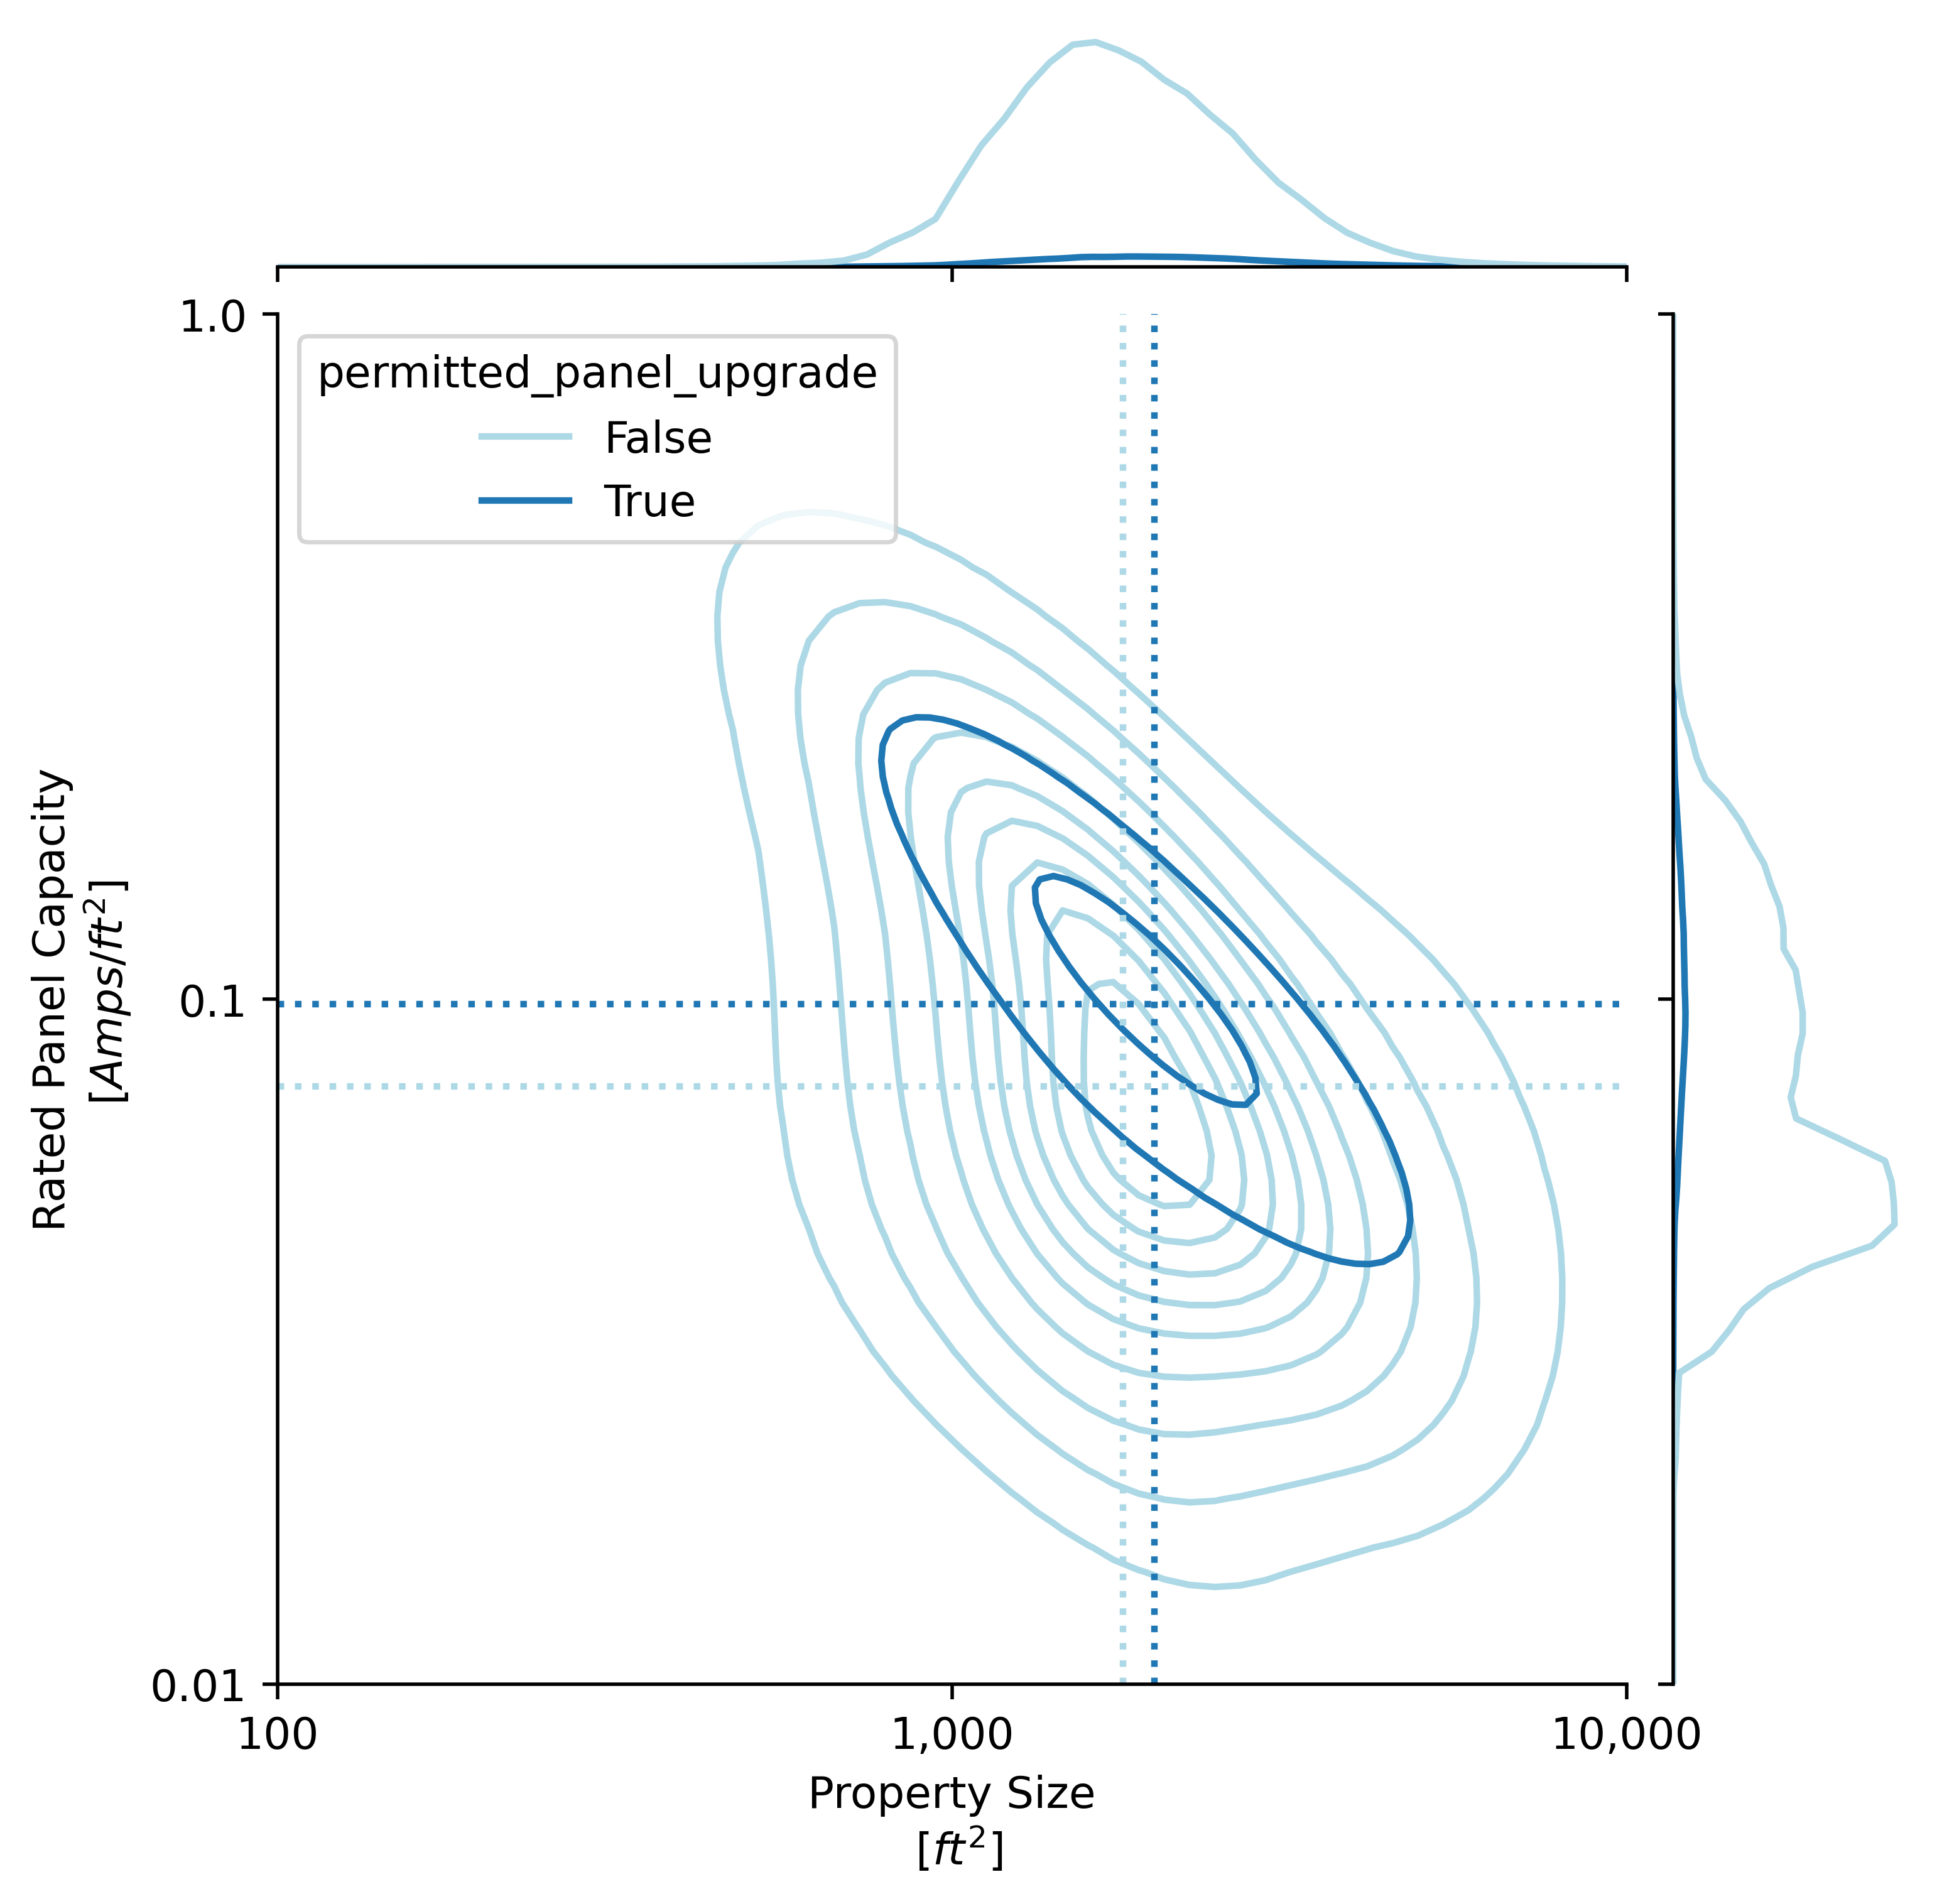 1.0
permitted_panel_upgrade
False
True
Rated Panel Capacity
[Amps/ft²]
0.1
0.01
100
1,000
10,000
Property Size
[ft²]